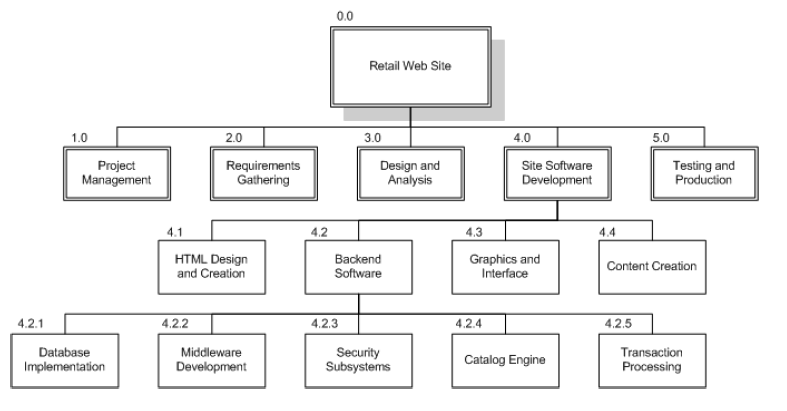 0.0
Retail Web Site
1.0
Project
Management
2.0
Requirements
Gathering
3.0
Design and
Analysis
4.0
Site Software
Development
5.0
Testing and
Production
4.1
HTML Design
and Creation
4.2
Backend
Software
4.3
Graphics and
Interface
4.4
Content Creation
4.2.1
Database
Implementation
4.2.2
Middleware
Development
4.2.3
Security
Subsystems
4.2.4
Catalog Engine
4.2.5
Transaction
Processing